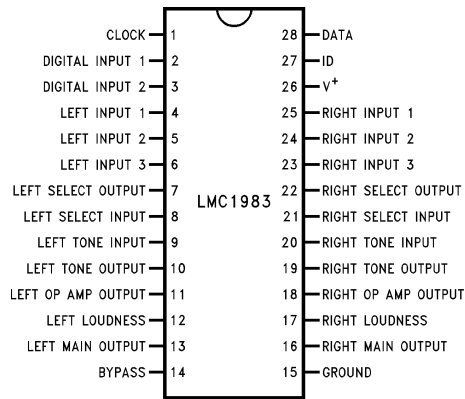 CLOCK 1 28 DATA
DIGITAL INPUT 1 2 27 ID
DIGITAL INPUT 2 3 26 V+
LEFT INPUT 1 4 25 RIGHT INPUT 1
LEFT INPUT 2 5 24 RIGHT INPUT 2
LEFT INPUT 3 6 23 RIGHT INPUT 3
LEFT SELECT OUTPUT 7 22 RIGHT SELECT OUTPUT
LMC1983
LEFT SELECT INPUT 8 21 RIGHT SELECT INPUT
LEFT TONE INPUT 9 20 RIGHT TONE INPUT
LEFT TONE OUTPUT 10 19 RIGHT TONE OUTPUT
LEFT OP AMP OUTPUT 11 18 RIGHT OP AMP OUTPUT
LEFT LOUDNESS 12 17 RIGHT LOUDNESS
LEFT MAIN OUTPUT 13 16 RIGHT MAIN OUTPUT
BYPASS 14 15 GROUND